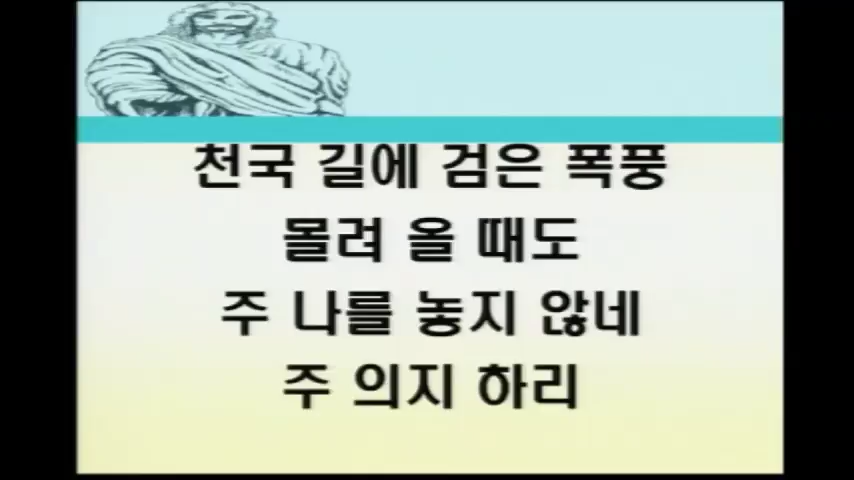 천국 길에 검은 폭풍
몰려 올 때도
주 나를 놓지 않네
주 의지 하리